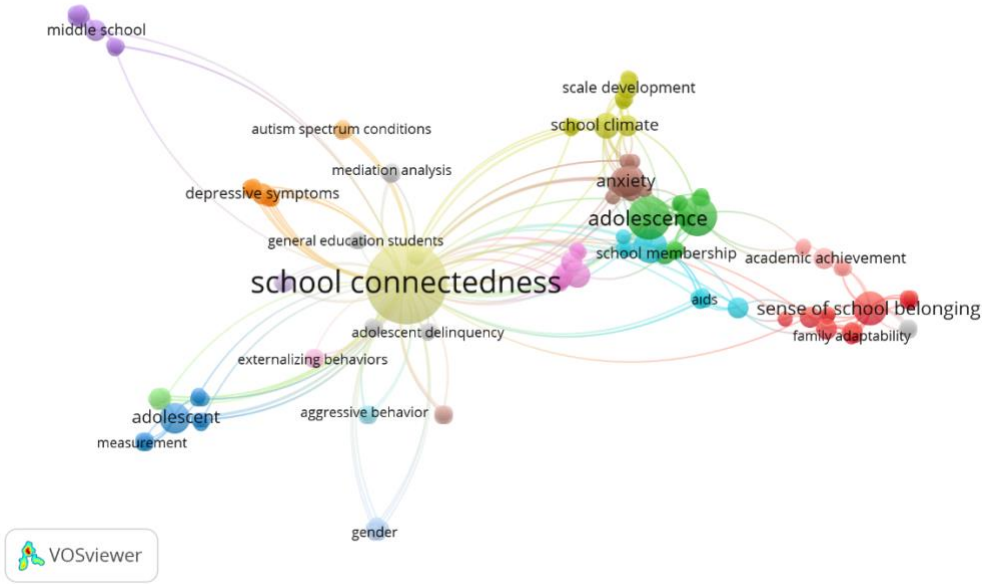 middle school
scale development
school climate
autism spectrum conditions
mediation analysis
anxiety
depressive symptoms
adolescence
general education students
school membership
academic achievement
school connectedness
aids
sense of school belonging
adolescent delinquency
family adaptability
externalizing behaviors
adolescent
aggressive behavior
measurement
gender
VOSviewer